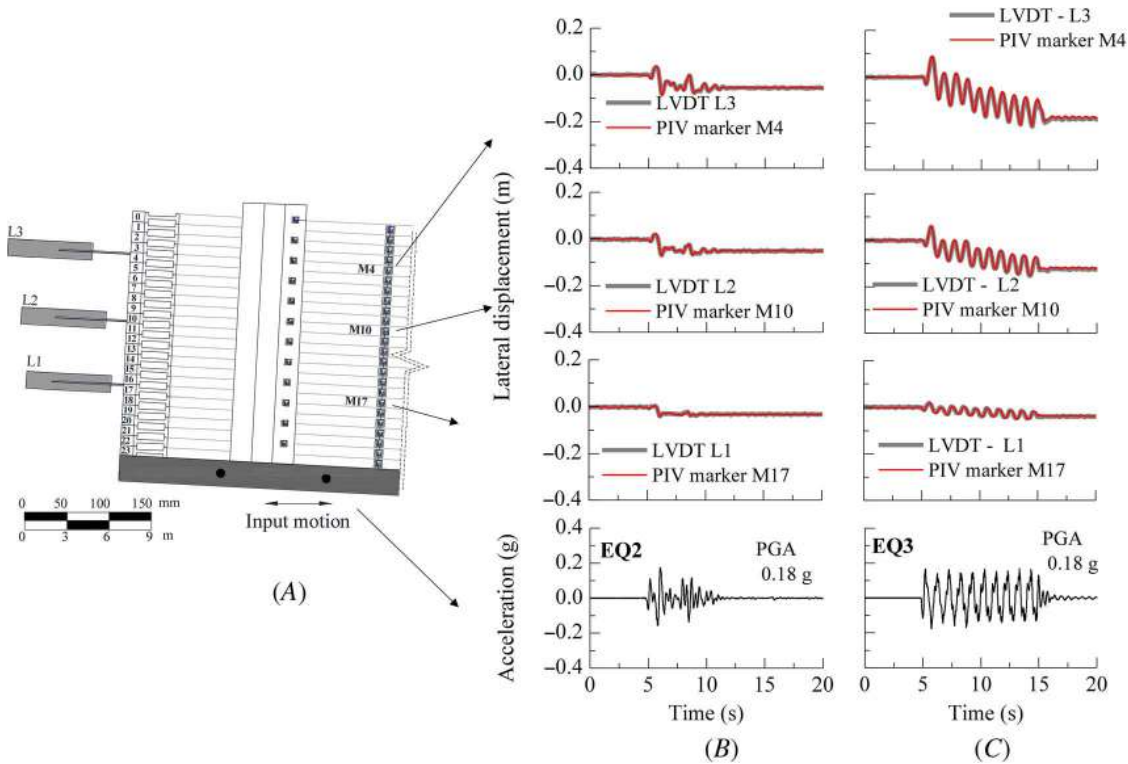 L3
L2
L1
0
1
2
3
4
5
6
7
8
9
10
11
12
13
14
15
16
17
18
19
20
21
22
23
M4
M10
M17
0 50 100 150 mm
0 3 6 9 m
Input motion
(A)
Lateral displacement (m)
0.2
0.0
−0.2
−0.4
LVDT L3
PIV marker M4
0.2
0.0
−0.2
−0.4
LVDT L2
PIV marker M10
0.2
0.0
−0.2
−0.4
LVDT L1
PIV marker M17
Acceleration (g)
0.4
0.2
0.0
−0.2
−0.4
EQ2
PGA
0.18 g
0 5 10 15 20
Time (s)
(B)
LVDT - L3
PIV marker M4
LVDT - L2
PIV marker M10
LVDT - L1
PIV marker M17
EQ3
PGA
0.18 g
0 5 10 15 20
Time (s)
(C)